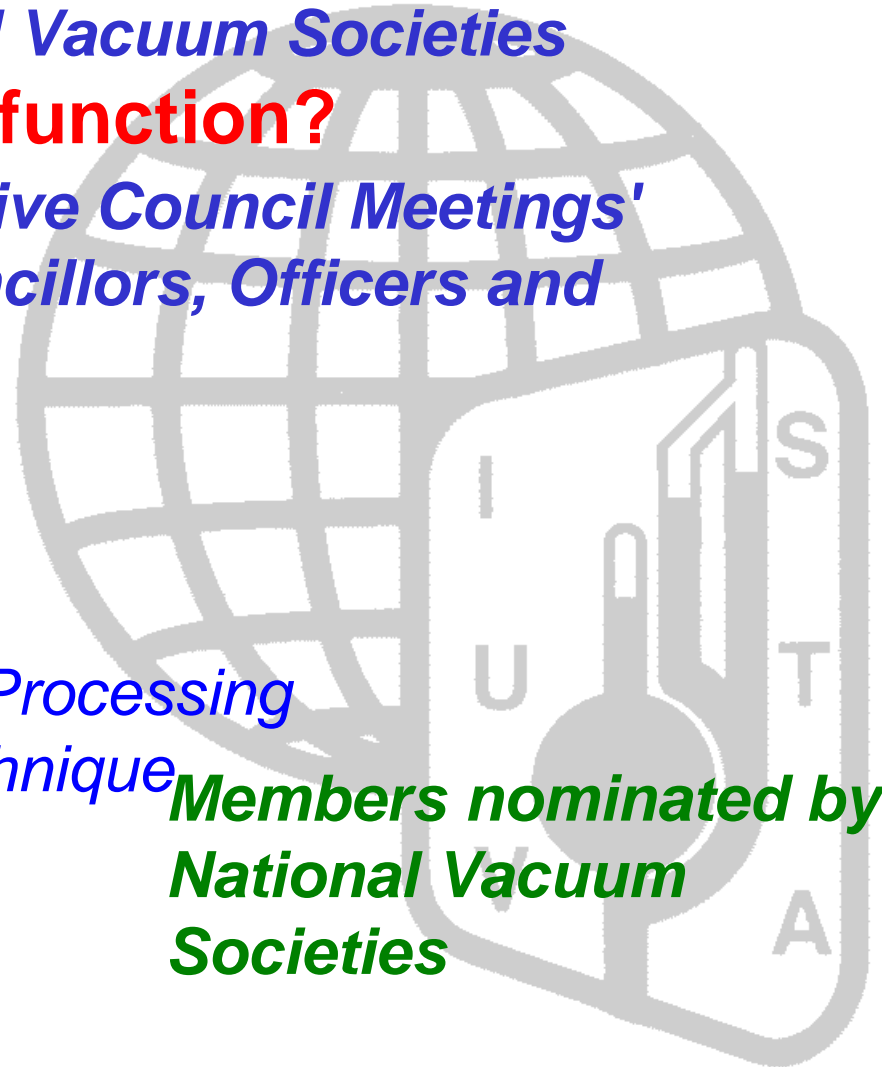 Vacuum Societies
function?
ive Council Meetings'
cillors, Officers and
I
S
Processing
U
T
hnique
Members nominated by
National Vacuum
V
A
Societies